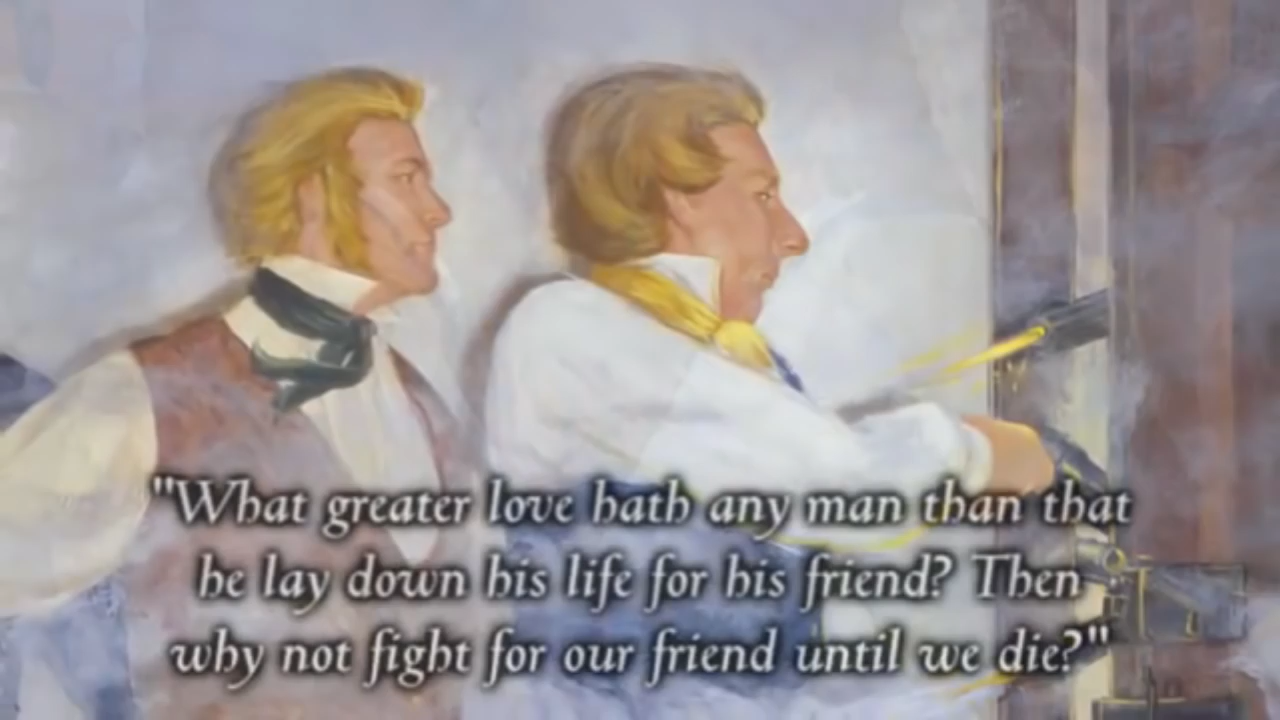 "What greater love hath any man than that
he lay down his life for his friend? Then
why not fight for our friend until we die?"